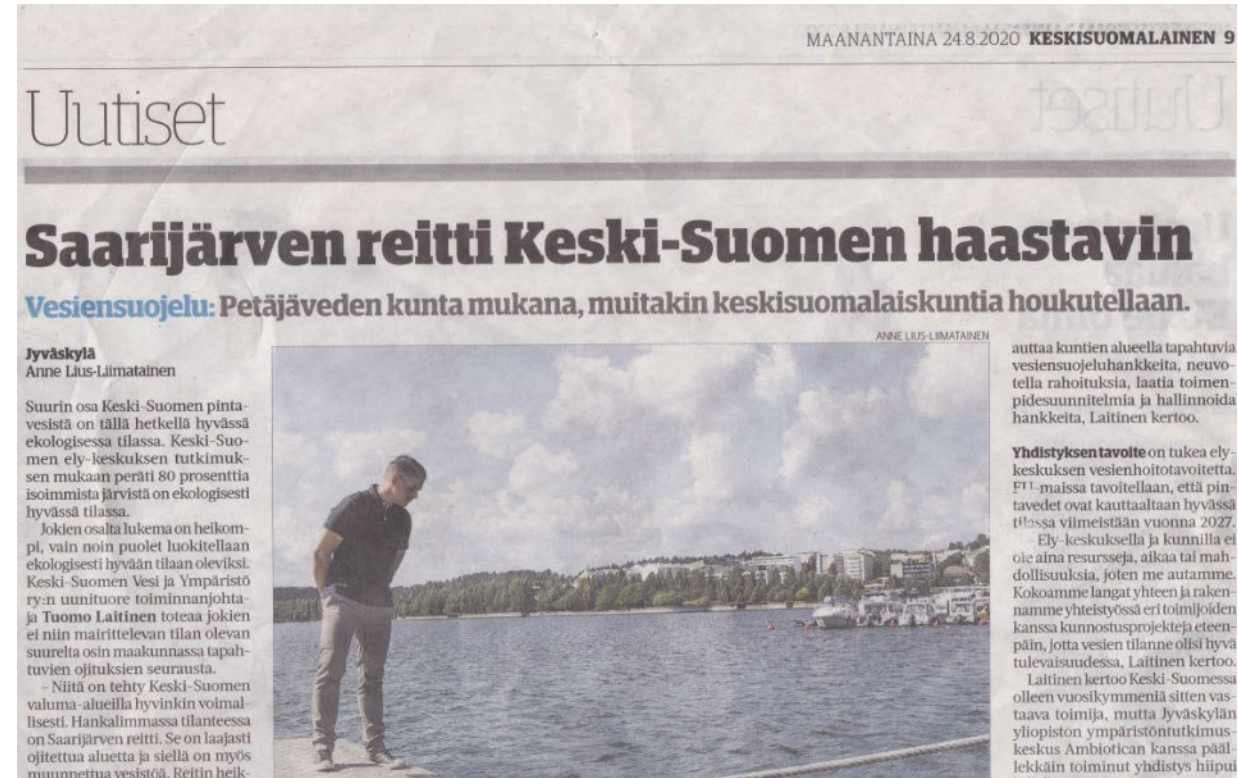 MAANANTAINA 24.8.2020 KESKISUOMALAINEN 9
Uutiset
Saarijärven reitti Keski-Suomen haastavin
Vesiensuojelu: Petäjäveden kunta mukana, muitakin keskisuomalaiskuntia houkutellaan.
ANNE LIUS-LIIMATAINEN
Jyväskylä
Anne Lius-Liimatainen
Suurin osa Keski-Suomen pinta-
vesistä on tällä hetkellä hyvässä
ekologisessa tilassa. Keski-Suo-
men ely-keskuksen tutkimuk-
sen mukaan peräti 80 prosenttia
isoimmista järvistä on ekologisesti
hyvässä tilassa.
Jokien osalta lukema on heikom-
pi, vain noin puolet luokitellaan
ekologisesti hyvään tilaan oleviksi.
Keski-Suomen Vesi ja Ympäristö
ry:n uunituore toiminnanjohta-
ja Tuomo Laitinen toteaa jokien
ei niin mairittelevan tilan olevan
suurelta osin maakunnassa tapah-
tuvien ojituksien seurausta.
– Niitä on tehty Keski-Suomen
valuma-alueilla hyvinkin voimal-
lisesti. Hankalimmassa tilanteessa
on Saarijärven reitti. Se on laajasti
ojitettua aluetta ja siellä on myös
muunnettua vesistöä. Reitin heik-
auttaa kuntien alueella tapahtuvia
vesiensuojeluhankkeita, neuvo-
tella rahoituksia, laatia toimen-
pidesuunnitelmia ja hallinnoida
hankkeita, Laitinen kertoo.
Yhdistyksen tavoite on tukea ely-
keskuksen vesienhoitotavoitetta.
EU-maissa tavoitellaan, että pin-
tavedet ovat kauttaaltaan hyvässä
tilassa viimeistään vuonna 2027.
– Ely-keskuksella ja kunnilla ei
ole aina resursseja, aikaa tai mah-
dollisuuksia, joten me autamme.
Kokoamme langat yhteen ja raken-
namme yhteistyössä eri toimijoiden
kanssa kunnostusprojekteja eteen-
päin, jotta vesien tilanne olisi hyvä
tulevaisuudessa, Laitinen kertoo.
Laitinen kertoo Keski-Suomessa
olleen vuosikymmeniä sitten vas-
taava toimija, mutta Jyväskylän
yliopiston ympäristöntutkimus-
keskus Ambiotican kanssa pääl-
lekkäin toiminut yhdistys hiipui